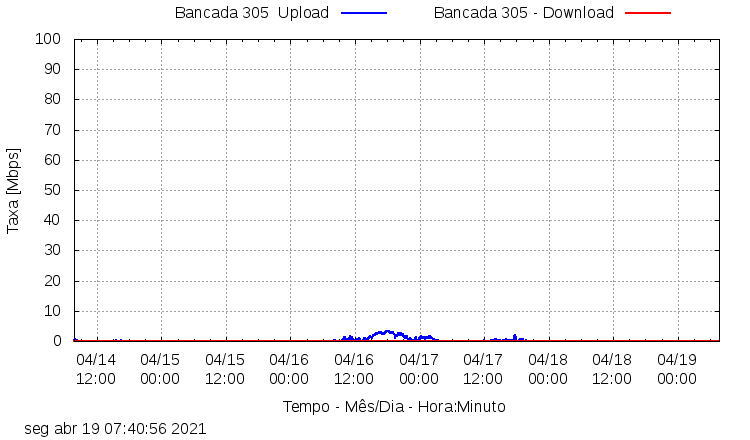 Bancada 305  Upload
Bancada 305 - Download
100
90
80
70
60
50
40
30
20
10
0
Taxa [Mbps]
04/14 04/15 04/15 04/16 04/16 04/17 04/17 04/18 04/18 04/19
12:00 00:00 12:00 00:00 12:00 00:00 12:00 00:00 12:00 00:00
Tempo - Mês/Dia - Hora:Minuto
seg abr 19 07:40:56 2021